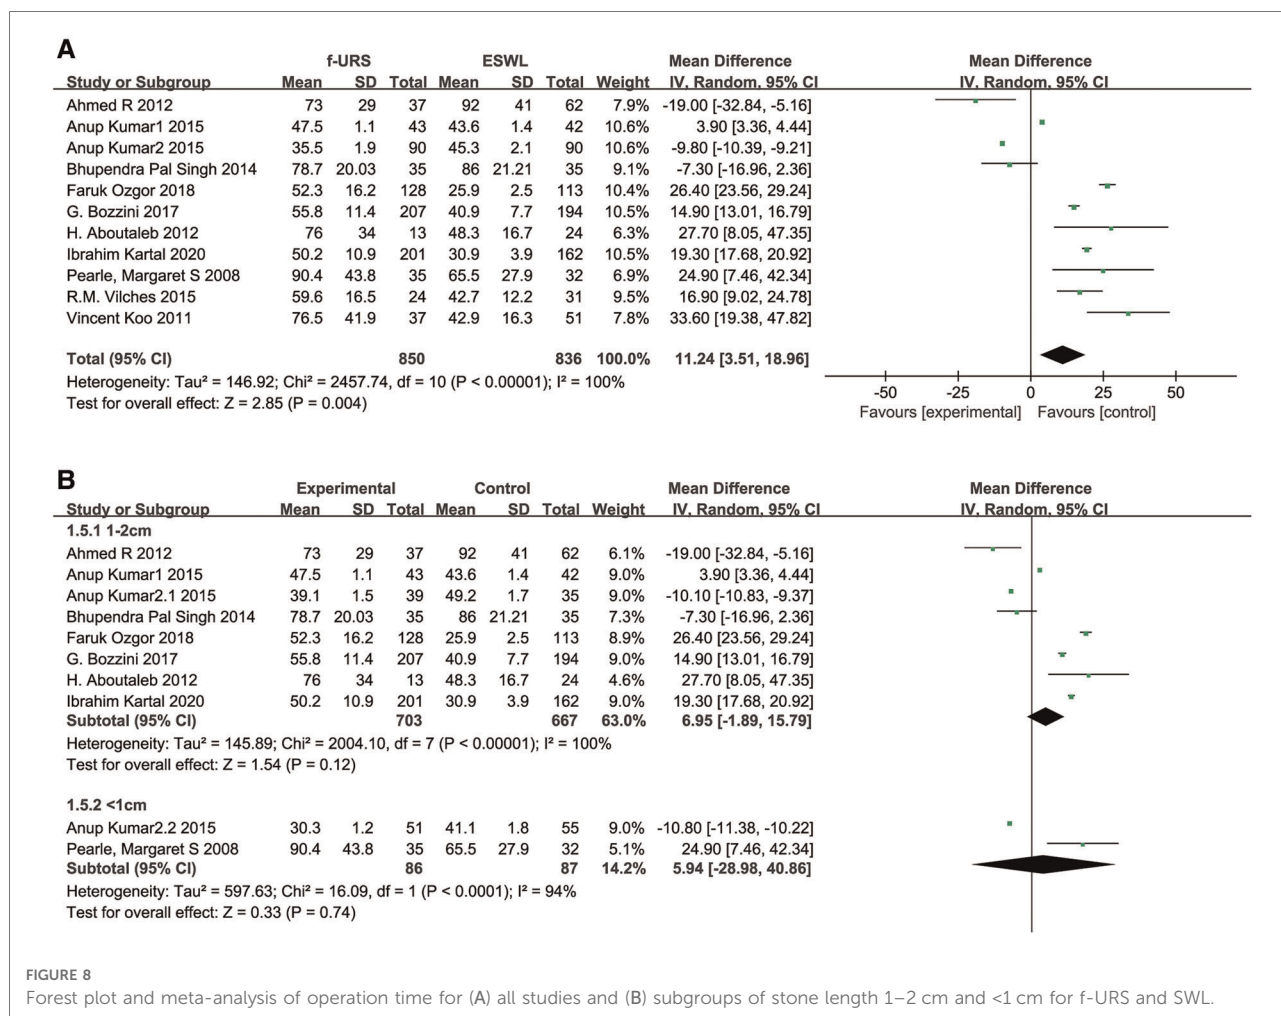 A
f-URS ESWL Mean Difference Mean Difference
Study or Subgroup Mean SD Total Mean SD Total Weight IV, Random, 95% CI IV, Random, 95% CI
Ahmed R 2012 73 29 37 92 41 62 7.9% -19.00 [-32.84, -5.16]
Anup Kumar1 2015 47.5 1.1 43 43.6 1.4 42 10.6% 3.90 [3.36, 4.44]
Anup Kumar2 2015 35.5 1.9 90 45.3 2.1 90 10.6% -9.80 [-10.39, -9.21]
Bhupendra Pal Singh 2014 78.7 20.03 35 86 21.21 35 9.1% -7.30 [-16.96, 2.36]
Faruk Ozgor 2018 52.3 16.2 128 25.9 2.5 113 10.4% 26.40 [23.56, 29.24]
G. Bozzini 2017 55.8 11.4 207 40.9 7.7 194 10.5% 14.90 [13.01, 16.79]
H. Aboutaleb 2012 76 34 13 48.3 16.7 24 6.3% 27.70 [8.05, 47.35]
Ibrahim Kartal 2020 50.2 10.9 201 30.9 3.9 162 10.5% 19.30 [17.68, 20.92]
Pearle, Margaret S 2008 90.4 43.8 35 65.5 27.9 32 6.9% 24.90 [7.46, 42.34]
R.M. Vilches 2015 59.6 16.5 24 42.7 12.2 31 9.5% 16.90 [9.02, 24.78]
Vincent Koo 2011 76.5 41.9 37 42.9 16.3 51 7.8% 33.60 [19.38, 47.82]
Total (95% CI) 850 836 100.0% 11.24 [3.51, 18.96]
Heterogeneity: Tau² = 146.92; Chi² = 2457.74, df = 10 (P < 0.00001); I² = 100%
Test for overall effect: Z = 2.85 (P = 0.004)
-50 -25 0 25 50
Favours [experimental] Favours [control]
B
Experimental Control Mean Difference Mean Difference
Study or Subgroup Mean SD Total Mean SD Total Weight IV, Random, 95% CI IV, Random, 95% CI
1.5.1 1-2cm
Ahmed R 2012 73 29 37 92 41 62 6.1% -19.00 [-32.84, -5.16]
Anup Kumar1 2015 47.5 1.1 43 43.6 1.4 42 9.0% 3.90 [3.36, 4.44]
Anup Kumar2.1 2015 39.1 1.5 39 49.2 1.7 35 9.0% -10.10 [-10.83, -9.37]
Bhupendra Pal Singh 2014 78.7 20.03 35 86 21.21 35 7.3% -7.30 [-16.96, 2.36]
Faruk Ozgor 2018 52.3 16.2 128 25.9 2.5 113 8.9% 26.40 [23.56, 29.24]
G. Bozzini 2017 55.8 11.4 207 40.9 7.7 194 9.0% 14.90 [13.01, 16.79]
H. Aboutaleb 2012 76 34 13 48.3 16.7 24 4.6% 27.70 [8.05, 47.35]
Ibrahim Kartal 2020 50.2 10.9 201 30.9 3.9 162 9.0% 19.30 [17.68, 20.92]
Subtotal (95% CI) 703 667 63.0% 6.95 [-1.89, 15.79]
Heterogeneity: Tau² = 145.89; Chi² = 2004.10, df = 7 (P < 0.00001); I² = 100%
Test for overall effect: Z = 1.54 (P = 0.12)
1.5.2 <1cm
Anup Kumar2.2 2015 30.3 1.2 51 41.1 1.8 55 9.0% -10.80 [-11.38, -10.22]
Pearle, Margaret S 2008 90.4 43.8 35 65.5 27.9 32 5.1% 24.90 [7.46, 42.34]
Subtotal (95% CI) 86 87 14.2% 5.94 [-28.98, 40.86]
Heterogeneity: Tau² = 597.63; Chi² = 16.09, df = 1 (P < 0.0001); I² = 94%
Test for overall effect: Z = 0.33 (P = 0.74)
FIGURE 8
Forest plot and meta-analysis of operation time for (A) all studies and (B) subgroups of stone length 1–2 cm and <1 cm for f-URS and SWL.